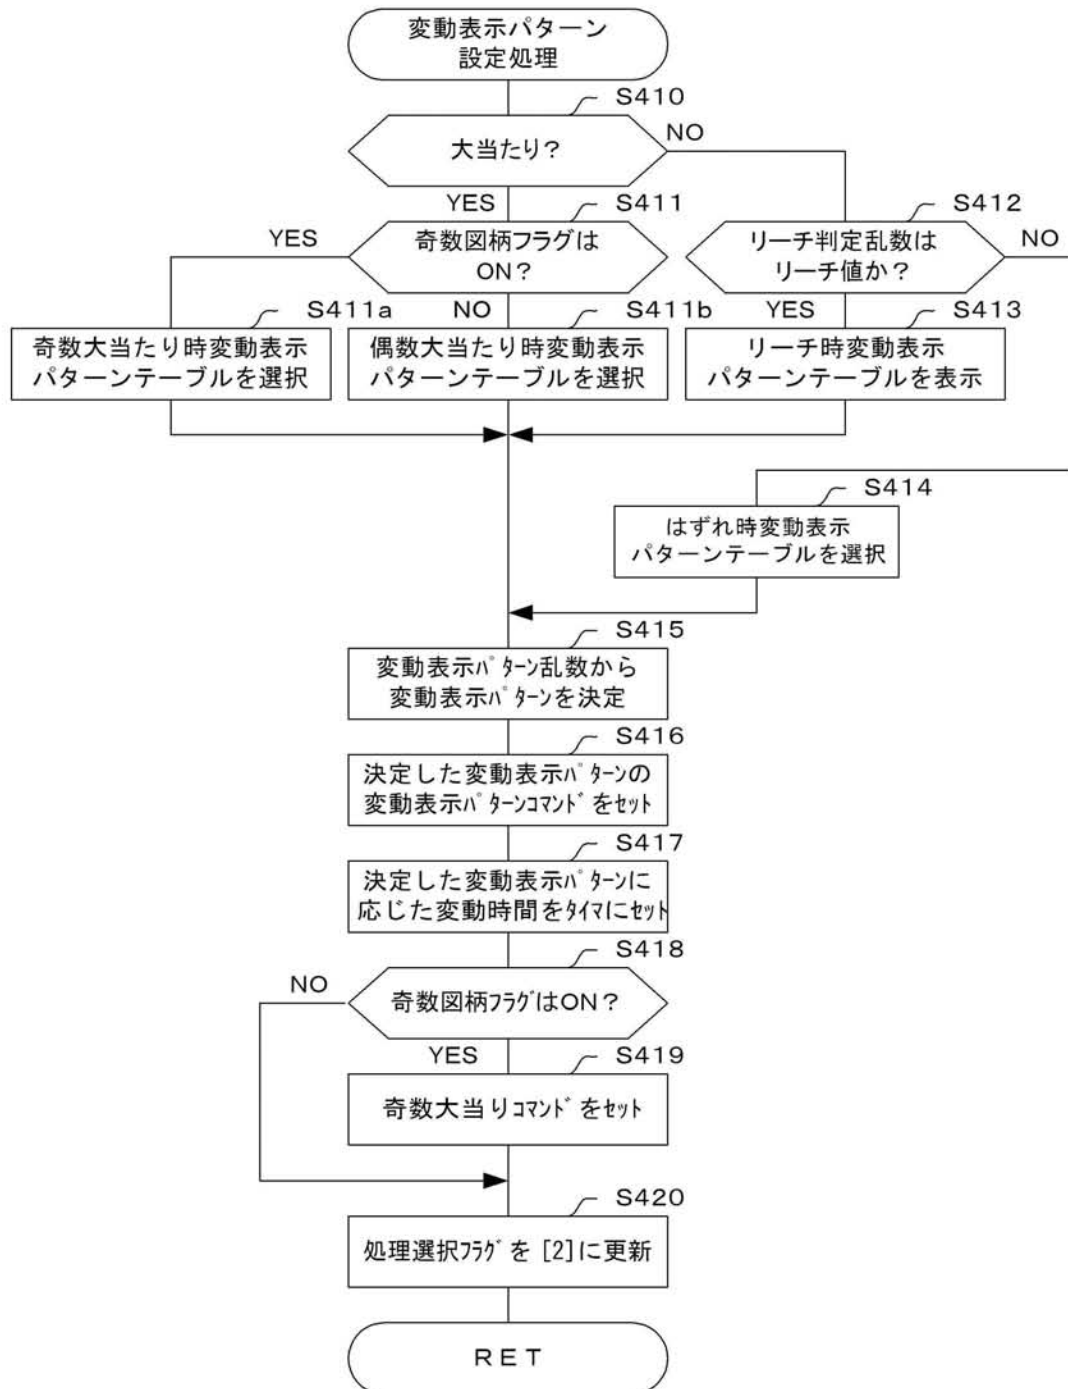 変動表示パターン
設定処理
S410
大当たり?
NO
YES
S411
S412
YES
奇数図柄フラグは
ON?
リーチ判定乱数は
リーチ値か?
NO
S411a
NO
S411b
YES
S413
奇数大当たり時変動表示
パターンテーブルを選択
偶数大当たり時変動表示
パターンテーブルを選択
リーチ時変動表示
パターンテーブルを表示
S414
はずれ時変動表示
パターンテーブルを選択
S415
変動表示ﾊﾟﾀｰﾝ乱数から
変動表示ﾊﾟﾀｰﾝを決定
S416
決定した変動表示ﾊﾟﾀｰﾝの
変動表示ﾊﾟﾀｰﾝｺﾏﾝﾄﾞをｾｯﾄ
S417
決定した変動表示ﾊﾟﾀｰﾝに
応じた変動時間をﾀｲﾏにｾｯﾄ
S418
NO
奇数図柄ﾌﾗｸﾞはON?
YES
S419
奇数大当りｺﾏﾝﾄﾞをｾｯﾄ
S420
処理選択ﾌﾗｸﾞを [2]に更新
RET